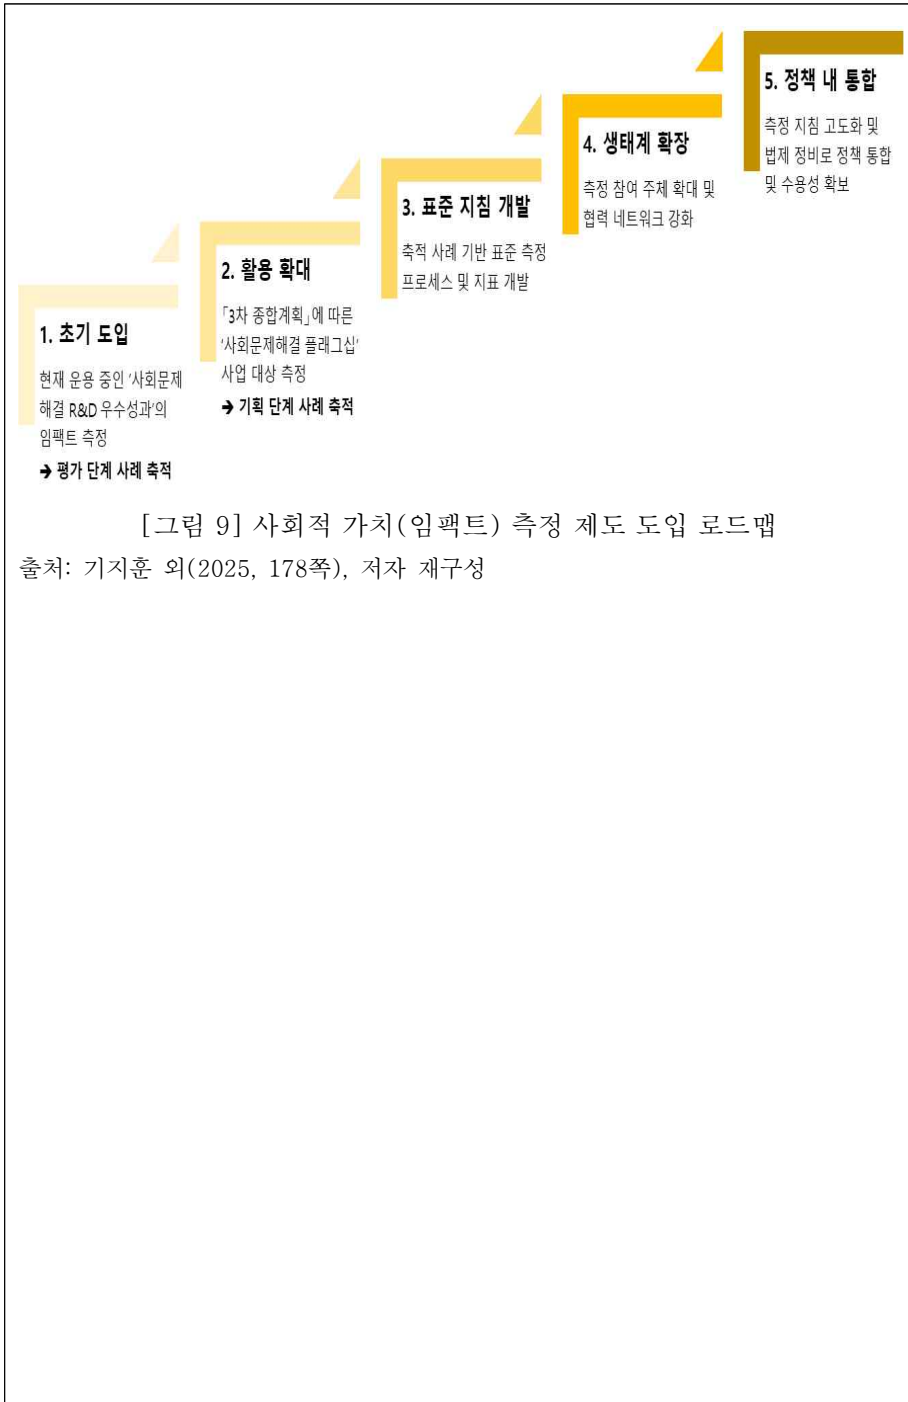 1. 초기 도입
현재 운용 중인 '사회문제
해결 R&D 우수성과'의
임팩트 측정
➔ 평가 단계 사례 축적
2. 활용 확대
「3차 종합계획」에 따른
'사회문제해결 플래그십'
사업 대상 측정
➔ 기획 단계 사례 축적
3. 표준 지침 개발
축적 사례 기반 표준 측정
프로세스 및 지표 개발
4. 생태계 확장
측정 참여 주체 확대 및
협력 네트워크 강화
5. 정책 내 통합
측정 지침 고도화 및
법제 정비로 정책 통합
및 수용성 확보
[그림 9] 사회적 가치(임팩트) 측정 제도 도입 로드맵
출처: 기지훈 외(2025, 178쪽), 저자 재구성